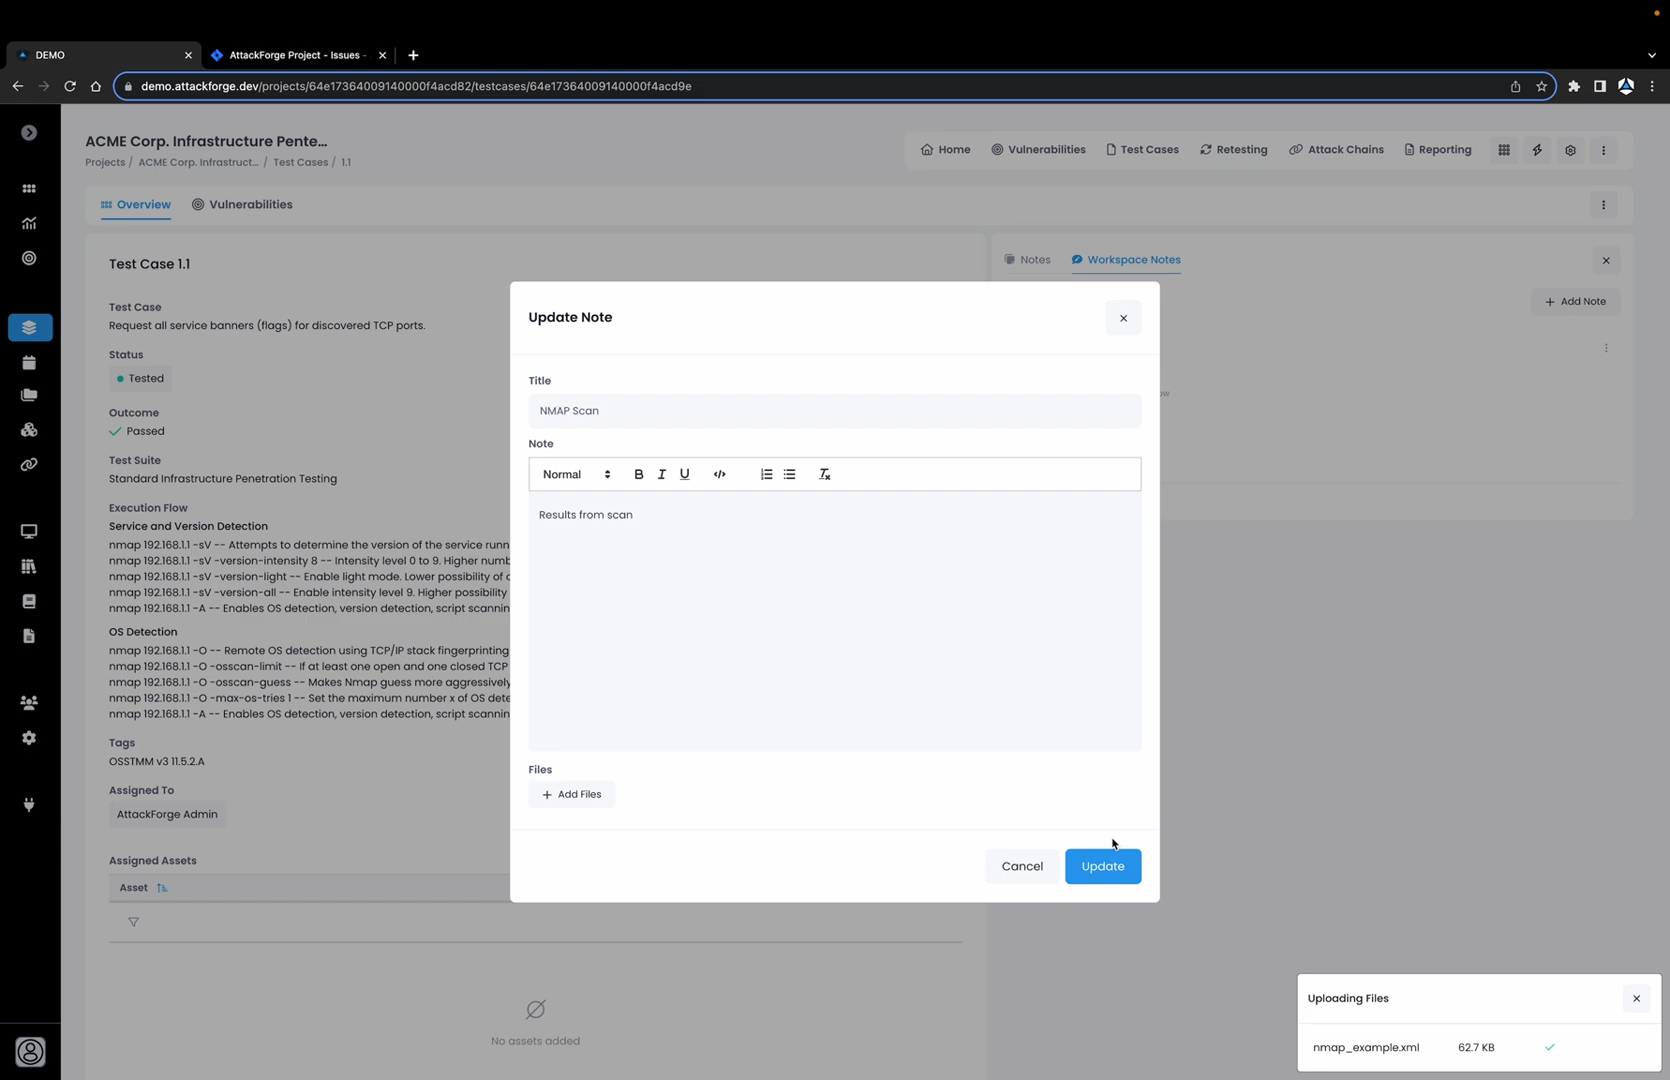 DEMO
AttackForge Project - Issues -
demo.attackforge.dev/projects/64e17364009140000f4acd82/testcases/64e17364009140000f4acd9e
ACME Corp. Infrastructure Pente...
Projects / ACME Corp. Infrastruct... / Test Cases / 1.1
Home
Vulnerabilities
Test Cases
Retesting
Attack Chains
Reporting
Overview
Vulnerabilities
Test Case 1.1
Notes
Workspace Notes
+ Add Note
Test Case
Request all service banners (flags) for discovered TCP ports.
Status
Tested
Outcome
Passed
Test Suite
Standard Infrastructure Penetration Testing
Execution Flow
Service and Version Detection
nmap 192.168.1.1 -sV -- Attempts to determine the version of the service runn
nmap 192.168.1.1 -sV -version-intensity 8 -- Intensity level 0 to 9. Higher numb
nmap 192.168.1.1 -sV -version-light -- Enable light mode. Lower possibility of c
nmap 192.168.1.1 -sV -version-all -- Enable intensity level 9. Higher possibility
nmap 192.168.1.1 -A -- Enables OS detection, version detection, script scannin
OS Detection
nmap 192.168.1.1 -O -- Remote OS detection using TCP/IP stack fingerprinting
nmap 192.168.1.1 -O -osscan-limit -- If at least one open and one closed TCP
nmap 192.168.1.1 -O -osscan-guess -- Makes Nmap guess more aggressively
nmap 192.168.1.1 -O -max-os-tries 1 -- Set the maximum number x of OS dete
nmap 192.168.1.1 -A -- Enables OS detection, version detection, script scannin
Tags
OSSTMM v3 11.5.2.A
Assigned To
AttackForge Admin
Assigned Assets
Asset
No assets added
Update Note
Title
NMAP Scan
Note
Normal
B I U
Results from scan
Files
+ Add Files
Cancel
Update
ow
Uploading Files
nmap_example.xml 62.7 KB